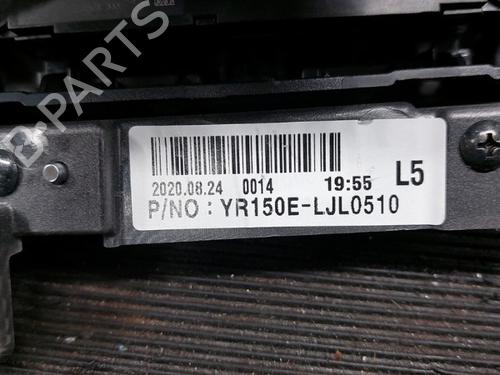 2020.08.24 0014 19:55 L5
P/NO : YR150E-LJL0510
B-PARTS